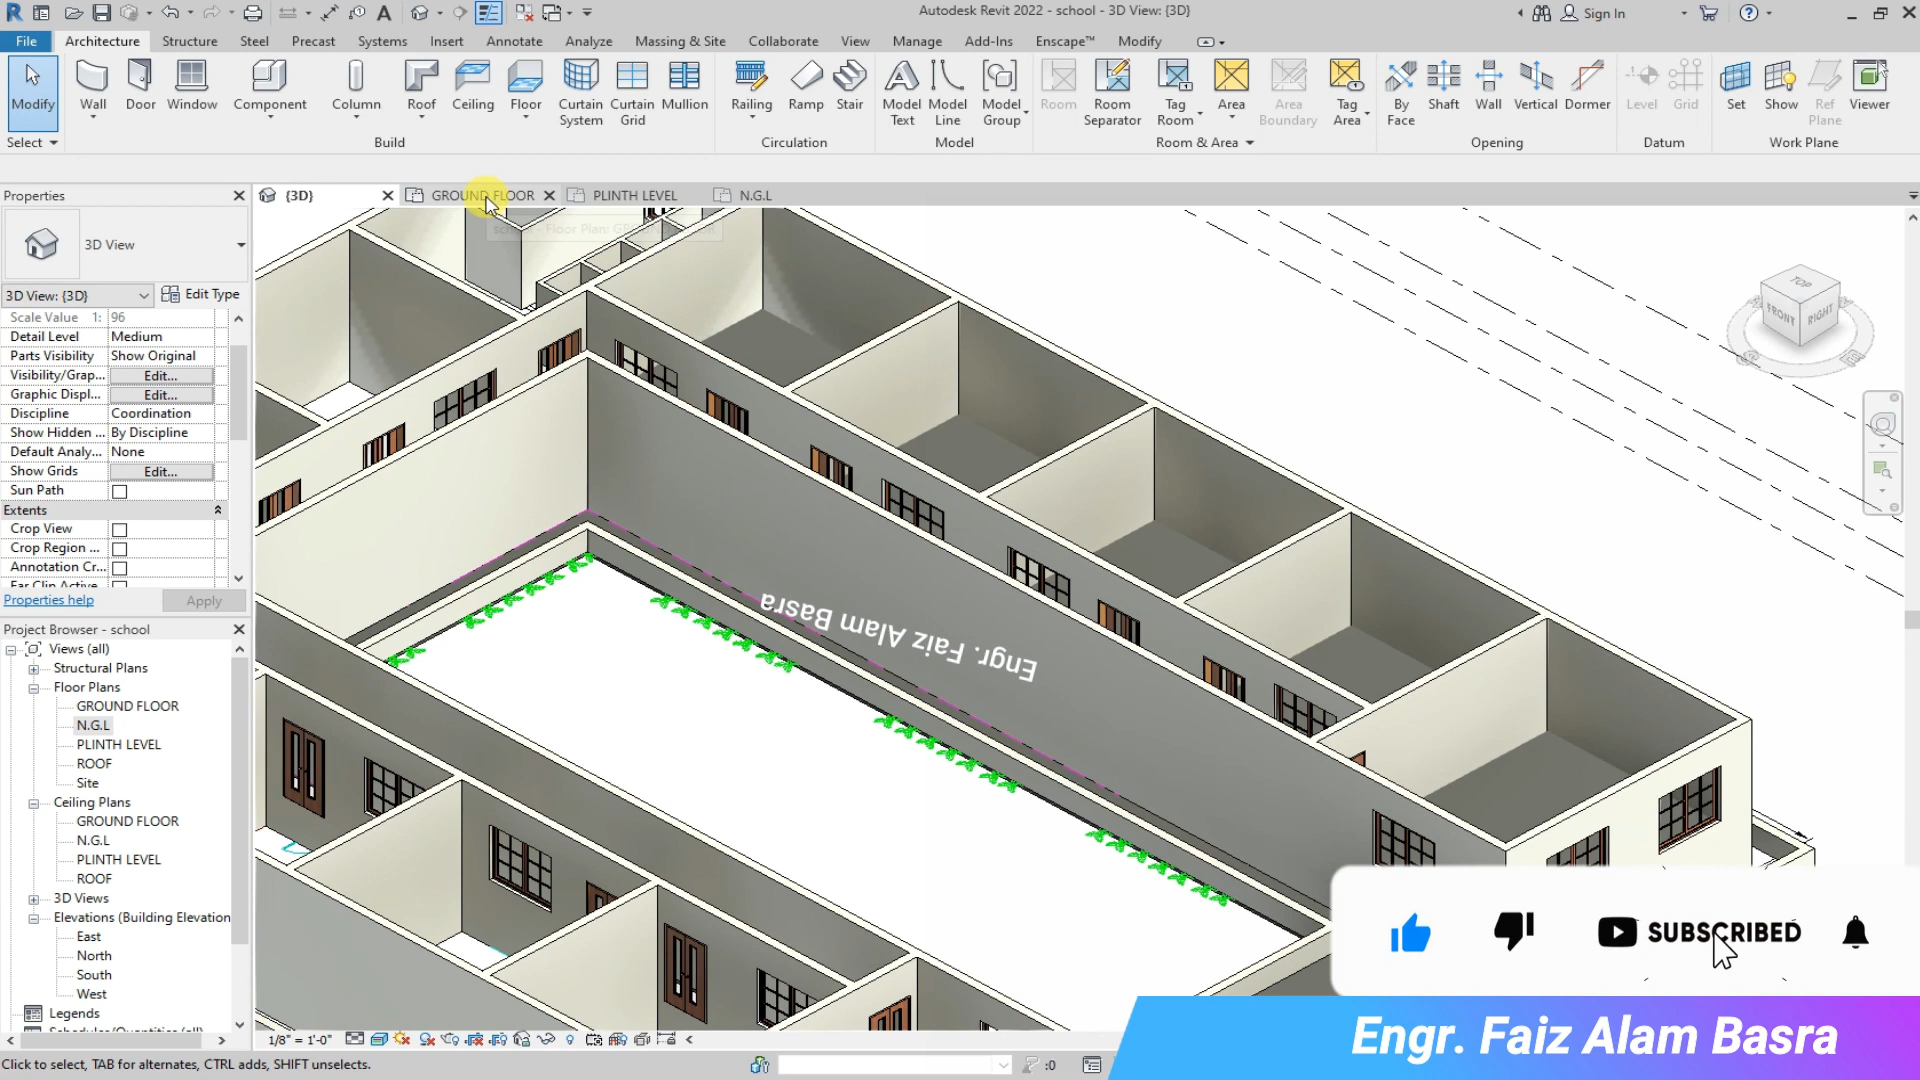 Autodesk Revit 2022 - school - 3D View: {3D}
Sign In
File Architecture Structure Steel Precast Systems Insert Annotate Analyze Massing & Site Collaborate View Manage Add-Ins Enscape™ Modify
Modify Wall Door Window Component Column Roof Ceiling Floor Curtain System Curtain Grid Mullion Railing Ramp Stair Model Text Model Line Model Group Room Room Separator Tag Room Area Area Boundary Tag Area By Face Shaft Wall Vertical Dormer Level Grid Set Show Ref Plane Viewer
Select Build Circulation Model Room & Area Opening Datum Work Plane
Properties
{3D} GROUND FLOOR PLINTH LEVEL N.G.L
3D View
3D View: {3D} Edit Type
Scale Value 1: 96
Detail Level Medium
Parts Visibility Show Original
Visibility/Grap... Edit...
Graphic Displ... Edit...
Discipline Coordination
Show Hidden ... By Discipline
Default Analy... None
Show Grids Edit...
Sun Path
Extents
Crop View
Crop Region ...
Annotation Cr...
Far Clip Active
Properties help Apply
Project Browser - school
Views (all)
Structural Plans
Floor Plans
GROUND FLOOR
N.G.L
PLINTH LEVEL
ROOF
Site
Ceiling Plans
GROUND FLOOR
N.G.L
PLINTH LEVEL
ROOF
3D Views
Elevations (Building Elevation
East
North
South
West
Legends
Schedules/Quantities (all)
TOP
FRONT RIGHT
Engr. Faiz Alam Basra
SUBSCRIBED
Engr. Faiz Alam Basra
1/8" = 1'-0"
Click to select, TAB for alternates, CTRL adds, SHIFT unselects.
:0